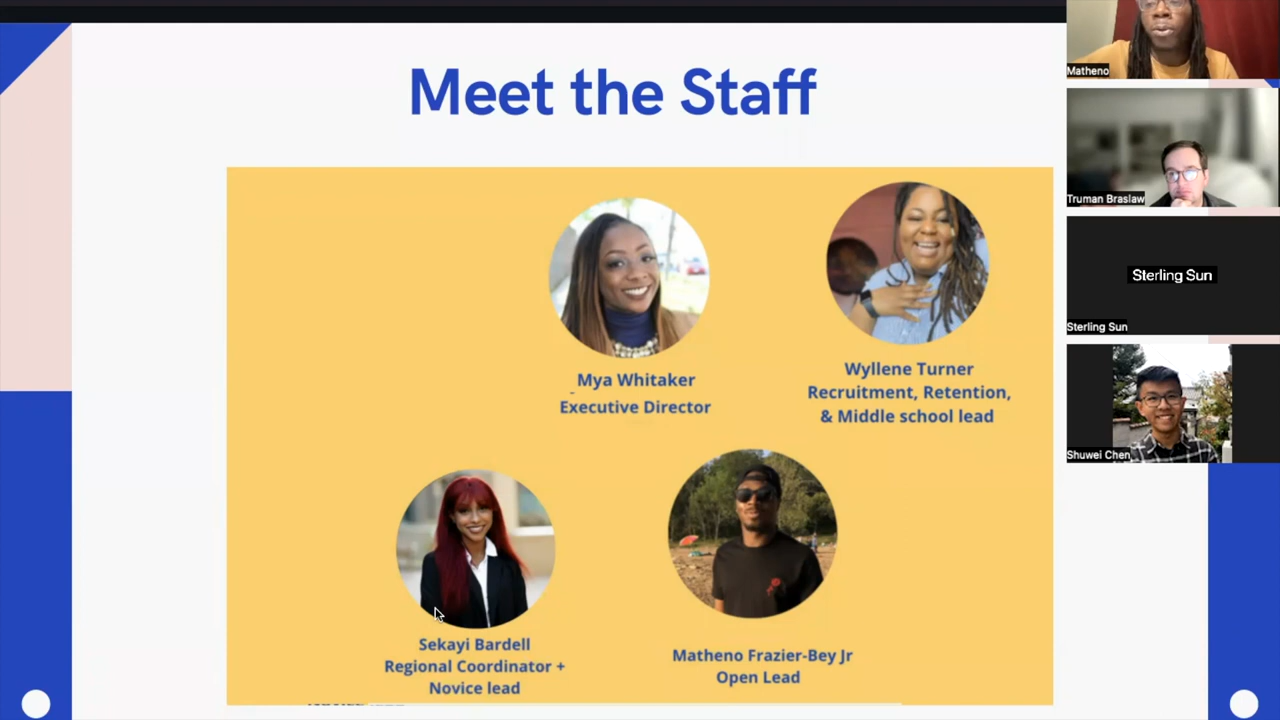 Meet the Staff
Mya Whitaker
Executive Director
Wyllene Turner
Recruitment, Retention,
& Middle school lead
Sekayi Bardell
Regional Coordinator +
Novice lead
Matheno Frazier-Bey Jr
Open Lead
Matheno
Truman Braslaw
Sterling Sun
Sterling Sun
Shuwei Chen